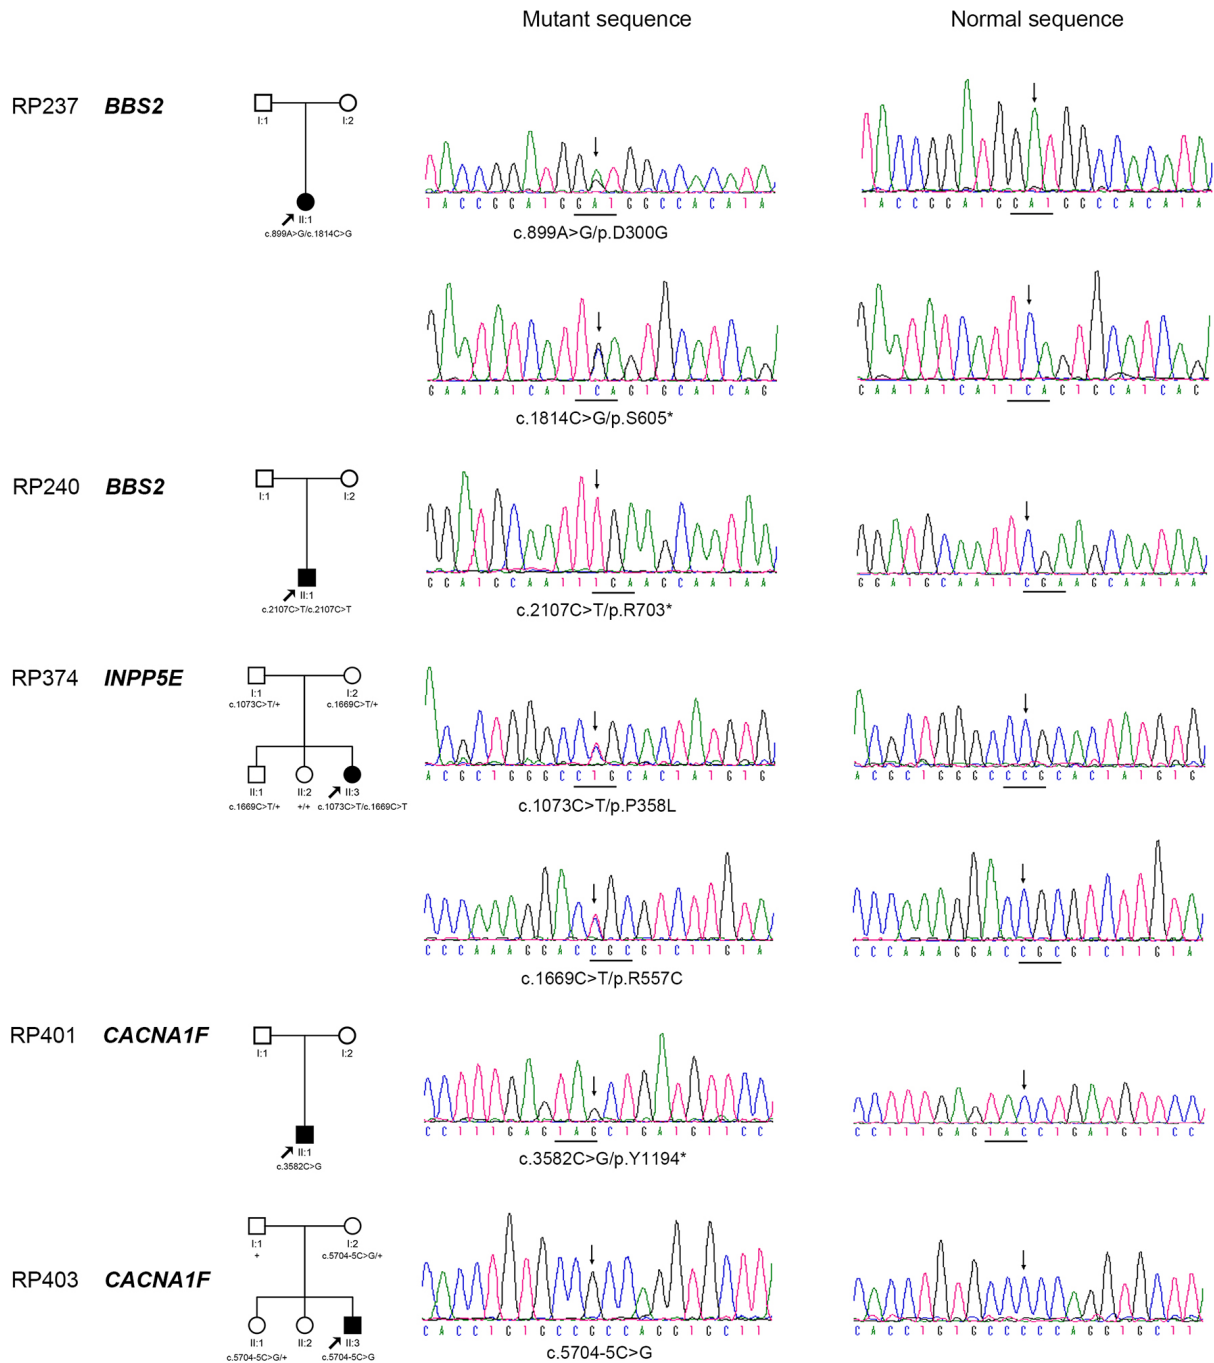 Mutant sequence Normal sequence
RP237 BBS2
I:1 I:2
II:1
c.899A>G/c.1814C>G
T A C C G G A T G G A T G G C C A C A T A
T A C C G G A T G G A T G G C C A C A T A
c.899A>G/p.D300G
G A A T A T C A T T C A G T G C A T C A G
G A A T A T C A T T C A G T G C A T C A G
c.1814C>G/p.S605*
RP240 BBS2
I:1 I:2
II:1
c.2107C>T/c.2107C>T
G G A T G C A A T T T G A A G C A A T A A
G G A T G C A A T T C G A A G C A A T A A
c.2107C>T/p.R703*
RP374 INPP5E
I:1 I:2
c.1073C>T/+ c.1669C>T/+
II:1 II:2 II:3
c.1669C>T/+ +/+ c.1073C>T/c.1669C>T
A C G C T G G G C C T G C A C T A T G T G
A C G C T G G G C C C G C A C T A T G T G
c.1073C>T/p.P358L
C C C A A A G G A C C G C G T C T T G T A
C C C A A A G G A C C G C G T C T T G T A
c.1669C>T/p.R557C
RP401 CACNA1F
I:1 I:2
II:1
c.3582C>G
C C T T T G A G T A G C T G A T G T T C C
C C T T T G A G T A C C T G A T G T T C C
c.3582C>G/p.Y1194*
RP403 CACNA1F
I:1 I:2
+ c.5704-5C>G/+
II:1 II:2 II:3
c.5704-5C>G/+ c.5704-5C>G
C A C C T G T G C C G C C A G G T G C T T
C A C C T G T G C C C C C A G G T G C T T
c.5704-5C>G